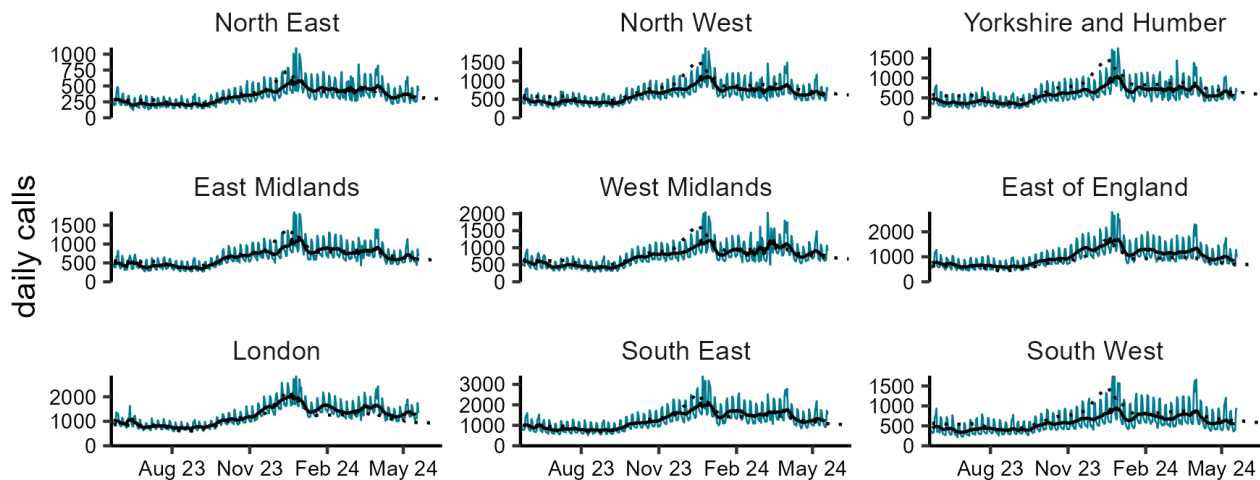 North East North West Yorkshire and Humber
1000 1500 1500
750 1000 1000
500 500 500
250 0 0
0
East Midlands West Midlands East of England
1500 2000 2000
1000 1500 1000
500 1000 0
0 500
0
daily calls
London South East South West
2000 3000 1500
1000 2000 1000
0 1000 500
0 0
Aug 23 Nov 23 Feb 24 May 24 Aug 23 Nov 23 Feb 24 May 24 Aug 23 Nov 23 Feb 24 May 24